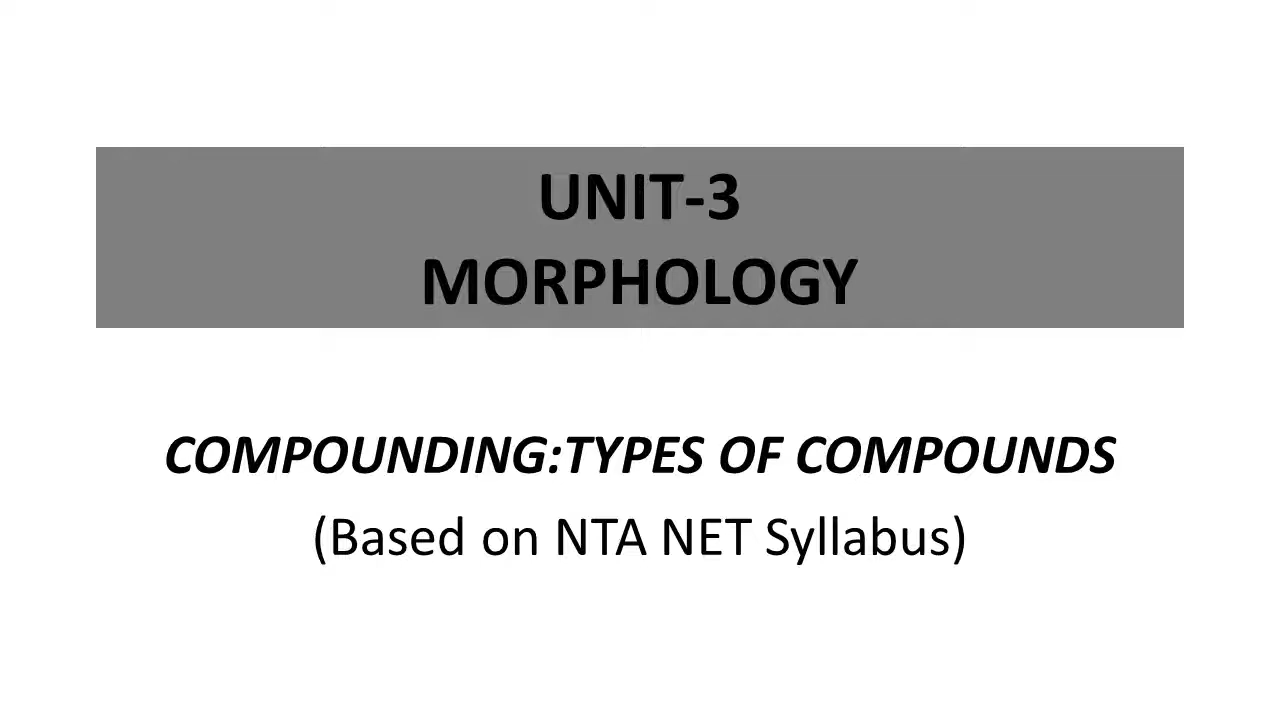 UNIT-3
MORPHOLOGY
COMPOUNDING:TYPES OF COMPOUNDS
(Based on NTA NET Syllabus)